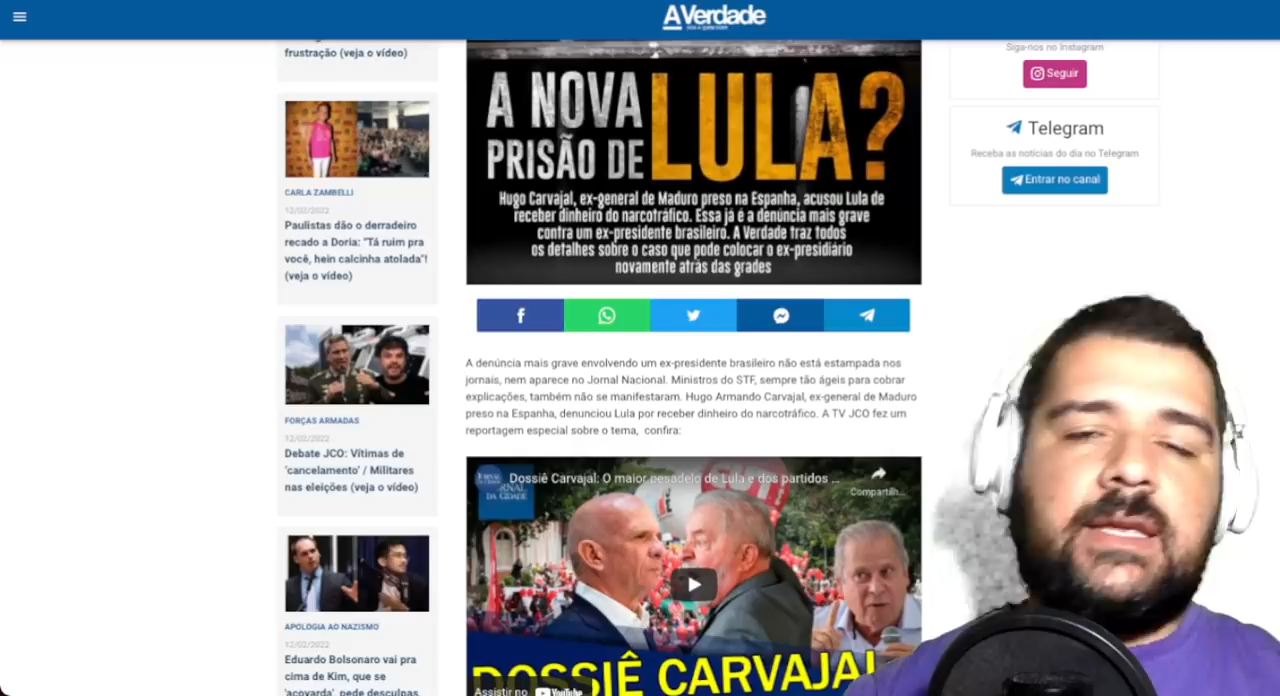 A Verdade
frustração (veja o vídeo)
CARLA ZAMBELLI
12/02/2022
Paulistas dão o derradeiro
recado a Doria: "Tá ruim pra
você, hein calcinha atolada"!
(veja o vídeo)
FORÇAS ARMADAS
12/02/2022
Debate JCO: Vítimas de
'cancelamento' / Militares
nas eleições (veja o vídeo)
APOLOGIA AO NAZISMO
12/02/2022
Eduardo Bolsonaro vai pra
cima de Kim, que se
'acovarda', pede desculpas,
A NOVA
PRISÃO DE
LULA?
Hugo Carvajal, ex-general de Maduro preso na Espanha, acusou Lula de
receber dinheiro do narcotráfico. Essa já é a denúncia mais grave
contra um ex-presidente brasileiro. A Verdade traz todos
os detalhes sobre o caso que pode colocar o ex-presidiário
novamente atrás das grades
A denúncia mais grave envolvendo um ex-presidente brasileiro não está estampada nos
jornais, nem aparece no Jornal Nacional. Ministros do STF, sempre tão ágeis para cobrar
explicações, também não se manifestaram. Hugo Armando Carvajal, ex-general de Maduro
preso na Espanha, denunciou Lula por receber dinheiro do narcotráfico. A TV JCO fez um
reportagem especial sobre o tema, confira:
Dossiê Carvajal: O maior pesadelo de Lula e dos partidos ...
Compartilh...
JORNAL
DA CIDADE
DOSSIÊ CARVAJAL
Assistir no YouTube
Siga-nos no Instagram
Seguir
Telegram
Receba as notícias do dia no Telegram
Entrar no canal